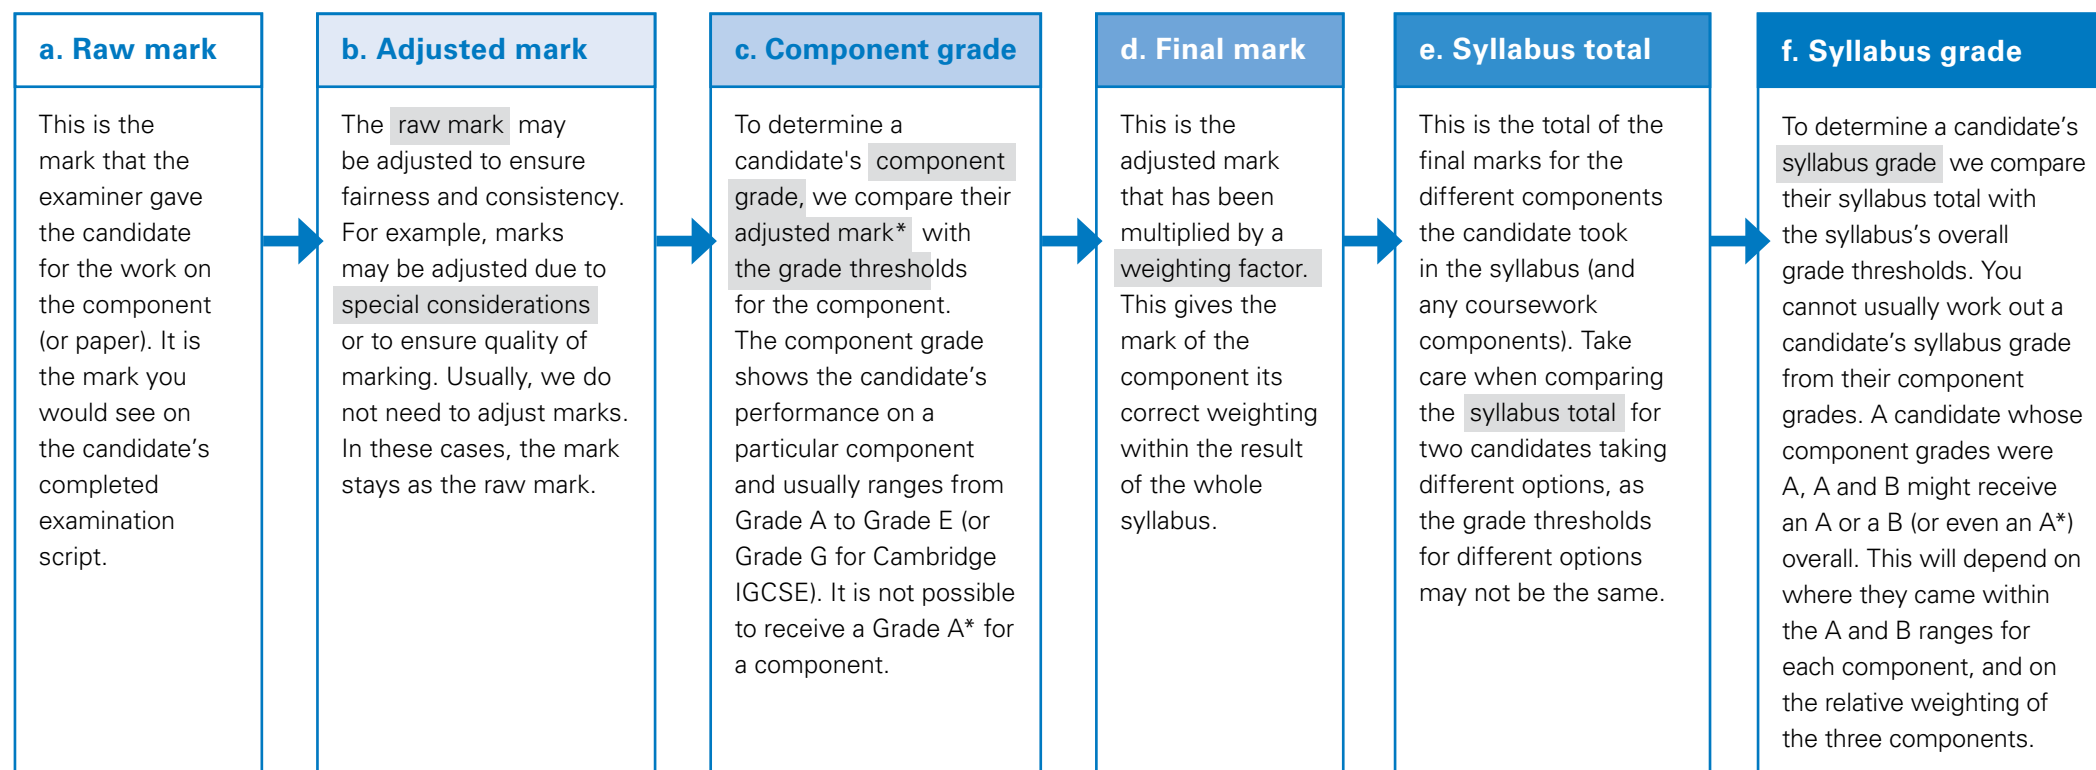 a. Raw mark
This is the
mark that the
examiner gave
the candidate
for the work on
the component
(or paper). It is
the mark you
would see on
the candidate’s
completed
examination
script.
b. Adjusted mark
The raw mark may
be adjusted to ensure
fairness and consistency.
For example, marks
may be adjusted due to
special considerations
or to ensure quality of
marking. Usually, we do
not need to adjust marks.
In these cases, the mark
stays as the raw mark.
c. Component grade
To determine a
candidate's component
grade, we compare their
adjusted mark* with
the grade thresholds
for the component.
The component grade
shows the candidate’s
performance on a
particular component
and usually ranges from
Grade A to Grade E (or
Grade G for Cambridge
IGCSE). It is not possible
to receive a Grade A* for
a component.
d. Final mark
This is the
adjusted mark
that has been
multiplied by a
weighting factor.
This gives the
mark of the
component its
correct weighting
within the result
of the whole
syllabus.
e. Syllabus total
This is the total of the
final marks for the
different components
the candidate took
in the syllabus (and
any coursework
components). Take
care when comparing
the syllabus total for
two candidates taking
different options, as
the grade thresholds
for different options
may not be the same.
f. Syllabus grade
To determine a candidate’s
syllabus grade we compare
their syllabus total with
the syllabus’s overall
grade thresholds. You
cannot usually work out a
candidate’s syllabus grade
from their component
grades. A candidate whose
component grades were
A, A and B might receive
an A or a B (or even an A*)
overall. This will depend on
where they came within
the A and B ranges for
each component, and on
the relative weighting of
the three components.